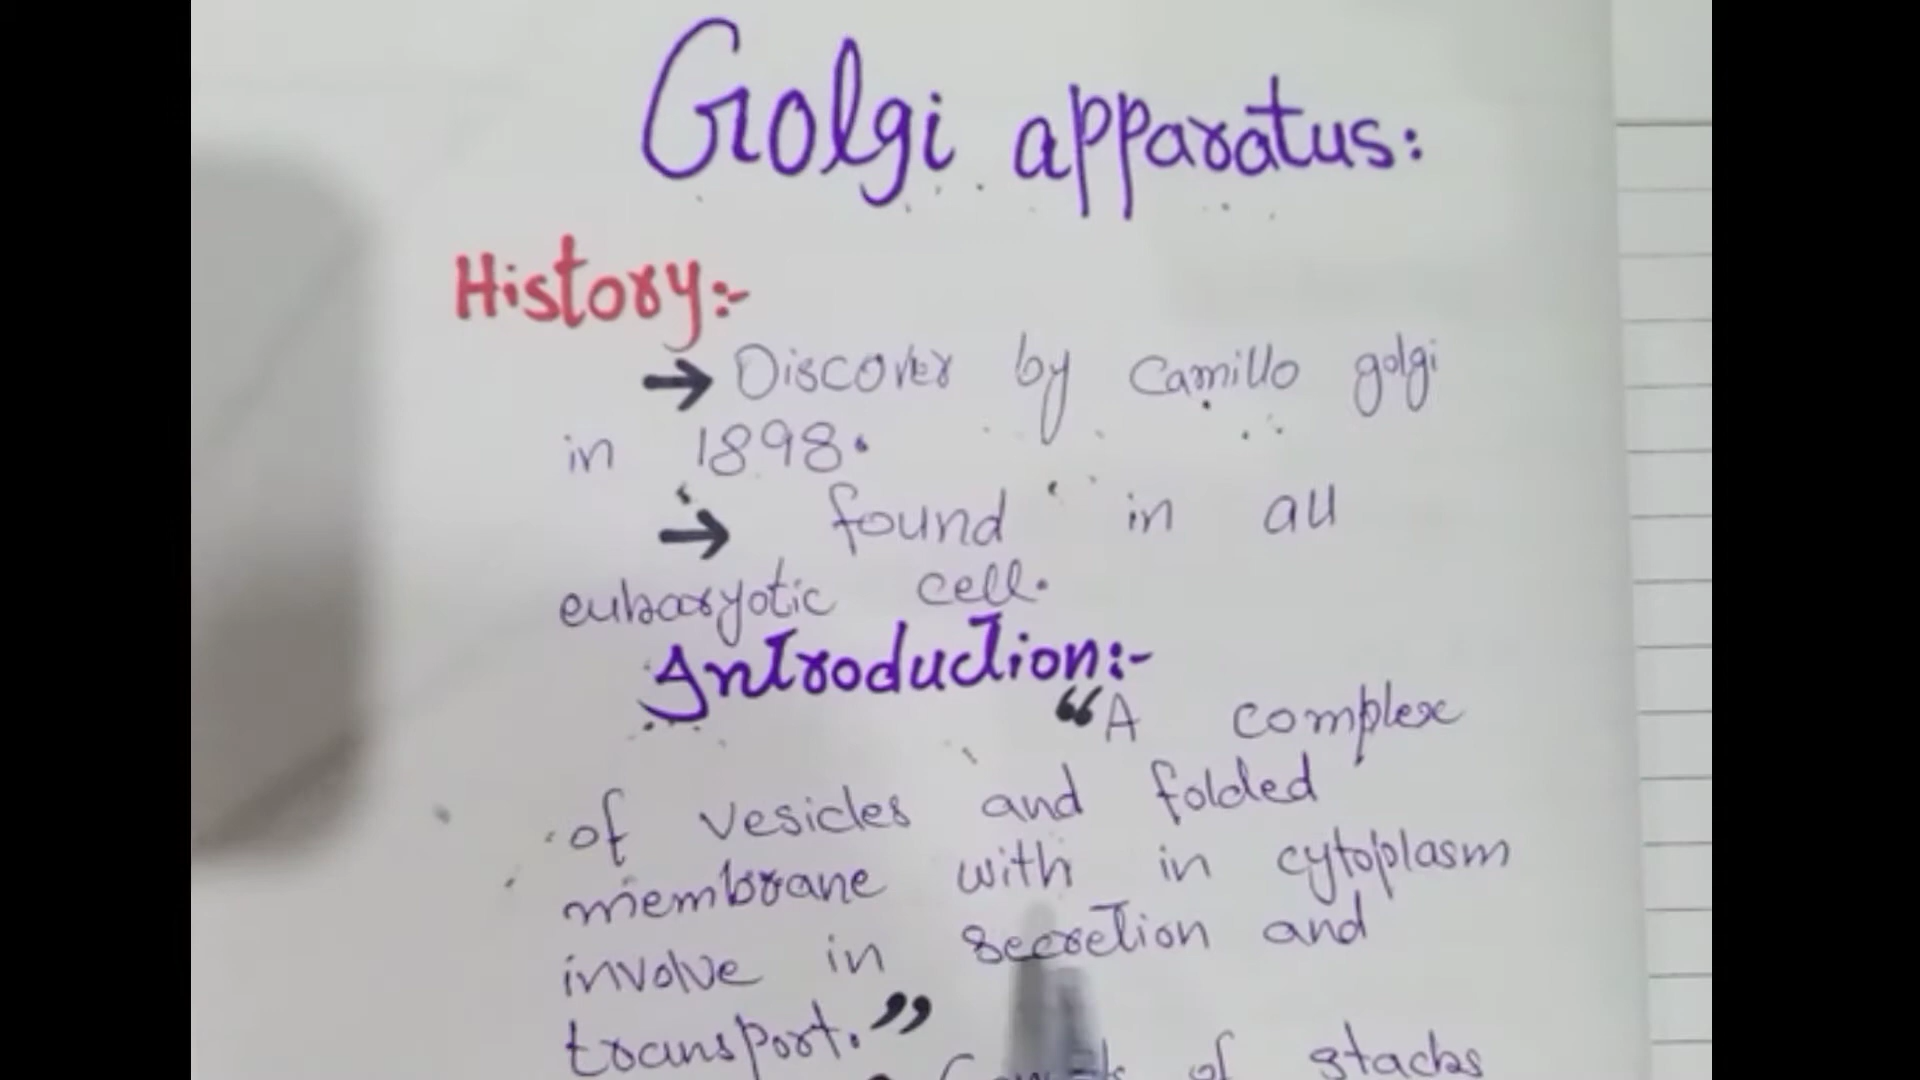 Golgi apparatus:
History:-
→ Discover by Camillo golgi
in 1898.
→ found in all
eukaryotic cell.
Introduction:-
“A complex
of vesicles and folded
membrane with in cytoplasm
involve in secretion and
transport.”
of stacks